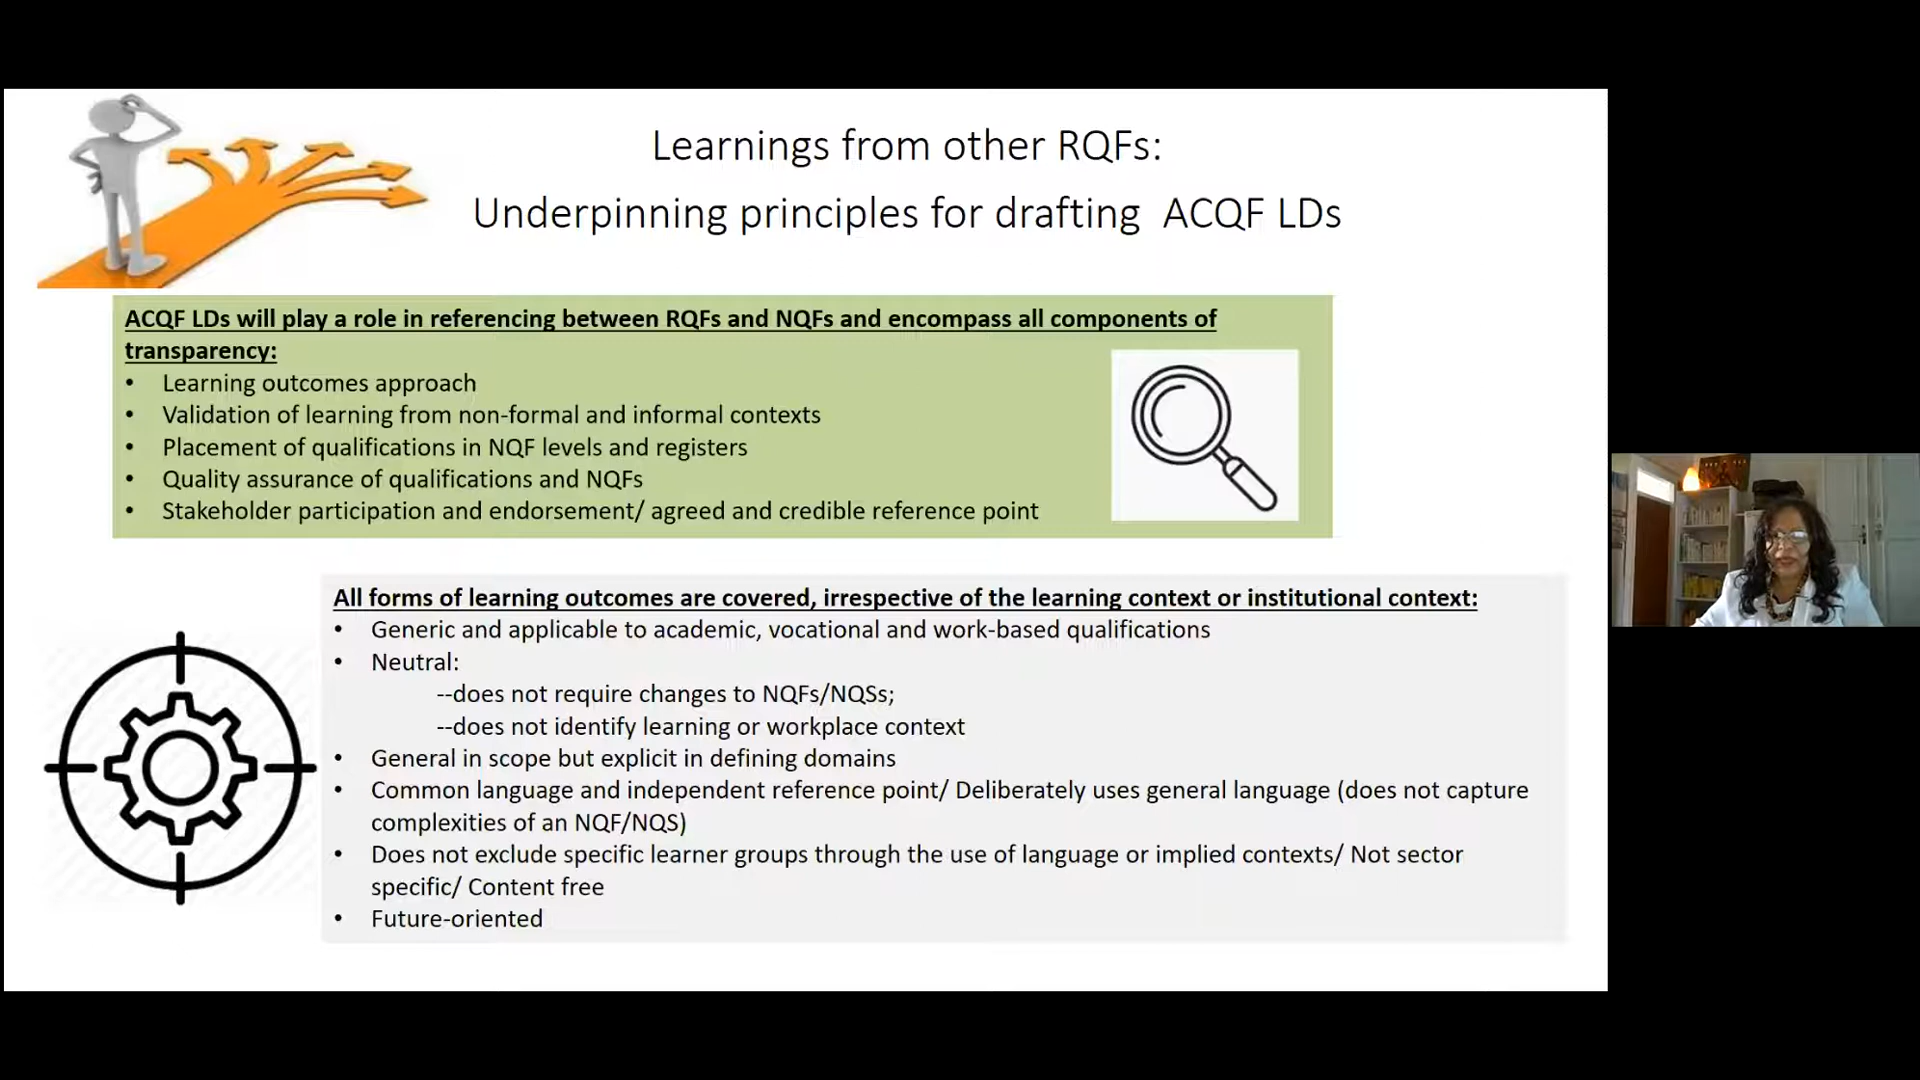 Learnings from other RQFs:
Underpinning principles for drafting ACQF LDs
ACQF LDs will play a role in referencing between RQFs and NQFs and encompass all components of
transparency:
• Learning outcomes approach
• Validation of learning from non-formal and informal contexts
• Placement of qualifications in NQF levels and registers
• Quality assurance of qualifications and NQFs
• Stakeholder participation and endorsement/ agreed and credible reference point
All forms of learning outcomes are covered, irrespective of the learning context or institutional context:
• Generic and applicable to academic, vocational and work-based qualifications
• Neutral:
--does not require changes to NQFs/NQSs;
--does not identify learning or workplace context
• General in scope but explicit in defining domains
• Common language and independent reference point/ Deliberately uses general language (does not capture
complexities of an NQF/NQS)
• Does not exclude specific learner groups through the use of language or implied contexts/ Not sector
specific/ Content free
• Future-oriented